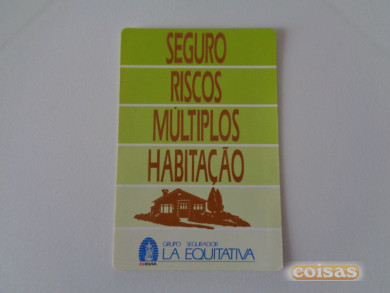 SEGURO
RISCOS
MÚLTIPLOS
HABITAÇÃO
GRUPO SEGURADOR
LA EQUITATIVA
coisas